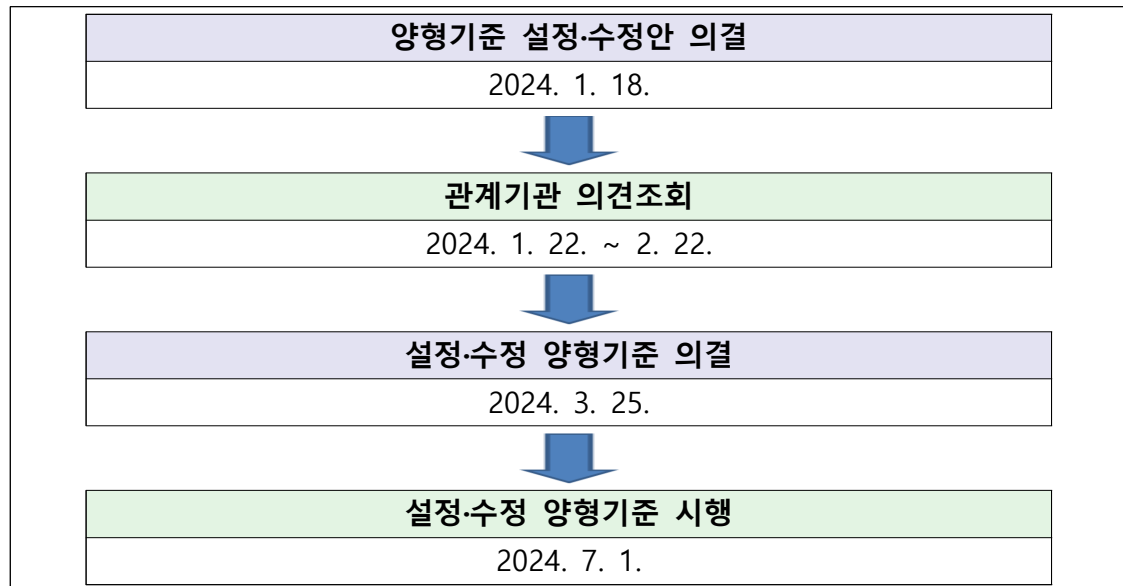 양형기준 설정·수정안 의결
2024. 1. 18.
관계기관 의견조회
2024. 1. 22. ~ 2. 22.
설정·수정 양형기준 의결
2024. 3. 25.
설정·수정 양형기준 시행
2024. 7. 1.